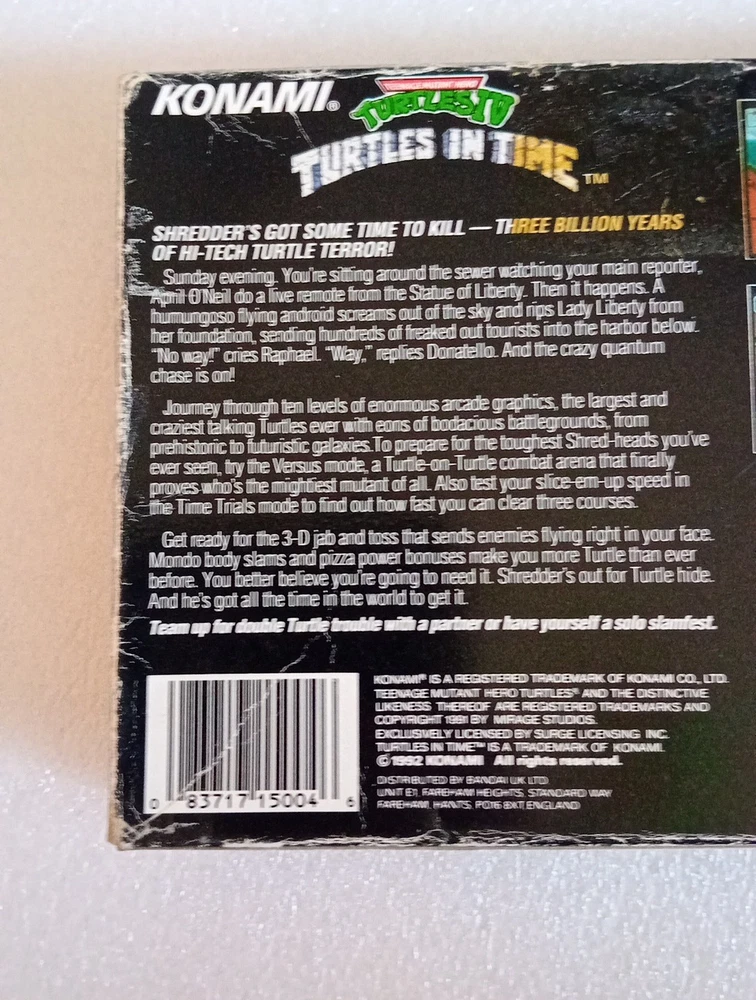 KONAMI®
TEENAGE MUTANT HERO
TURTLES IV
TURTLES IN TIME™
SHREDDER'S GOT SOME TIME TO KILL — THREE BILLION YEARS
OF HI-TECH TURTLE TERROR!
Sunday evening. You're sitting around the sewer watching your main reporter,
April O'Neil do a live remote from the Statue of Liberty. Then it happens. A
humungoso flying android screams out of the sky and rips Lady Liberty from
her foundation, sending hundreds of freaked out tourists into the harbor below.
"No way!" cries Raphael. "Way," replies Donatello. And the crazy quantum
chase is on!
Journey through ten levels of enormous arcade graphics, the largest and
craziest talking Turtles ever with eons of bodacious battlegrounds, from
prehistoric to futuristic galaxies. To prepare for the toughest Shred-heads you've
ever seen, try the Versus mode, a Turtle-on-Turtle combat arena that finally
proves who's the mightiest mutant of all. Also test your slice-em-up speed in
the Time Trials mode to find out how fast you can clear three courses.
Get ready for the 3-D jab and toss that sends enemies flying right in your face.
Mondo body slams and pizza power bonuses make you more Turtle than ever
before. You better believe you're going to need it. Shredder's out for Turtle hide.
And he's got all the time in the world to get it.
Team up for double Turtle trouble with a partner or have yourself a solo slamfest.
KONAMI® IS A REGISTERED TRADEMARK OF KONAMI CO., LTD.
TEENAGE MUTANT HERO TURTLES® AND THE DISTINCTIVE
LIKENESS THEREOF ARE REGISTERED TRADEMARKS AND
COPYRIGHT 1991 BY MIRAGE STUDIOS.
EXCLUSIVELY LICENSED BY SURGE LICENSING INC.
TURTLES IN TIME™ IS A TRADEMARK OF KONAMI.
© 1992 KONAMI All rights reserved.
DISTRIBUTED BY BANDAI UK LTD
UNIT E1, FAREHAM HEIGHTS, STANDARD WAY
FAREHAM, HANTS, PO16 8XT, ENGLAND
0 83717 15004 6